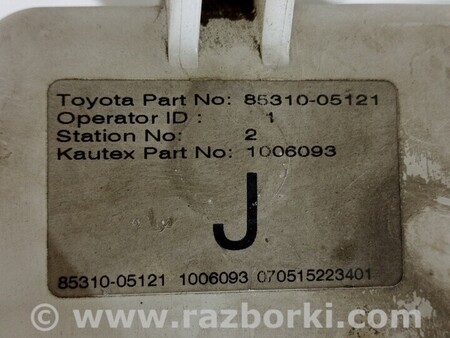 Toyota Part No: 85310-05121
Operator ID : 1
Station No: 2
Kautex Part No: 1006093
J
85310-05121 1006093 070515223401
www.razborki.com